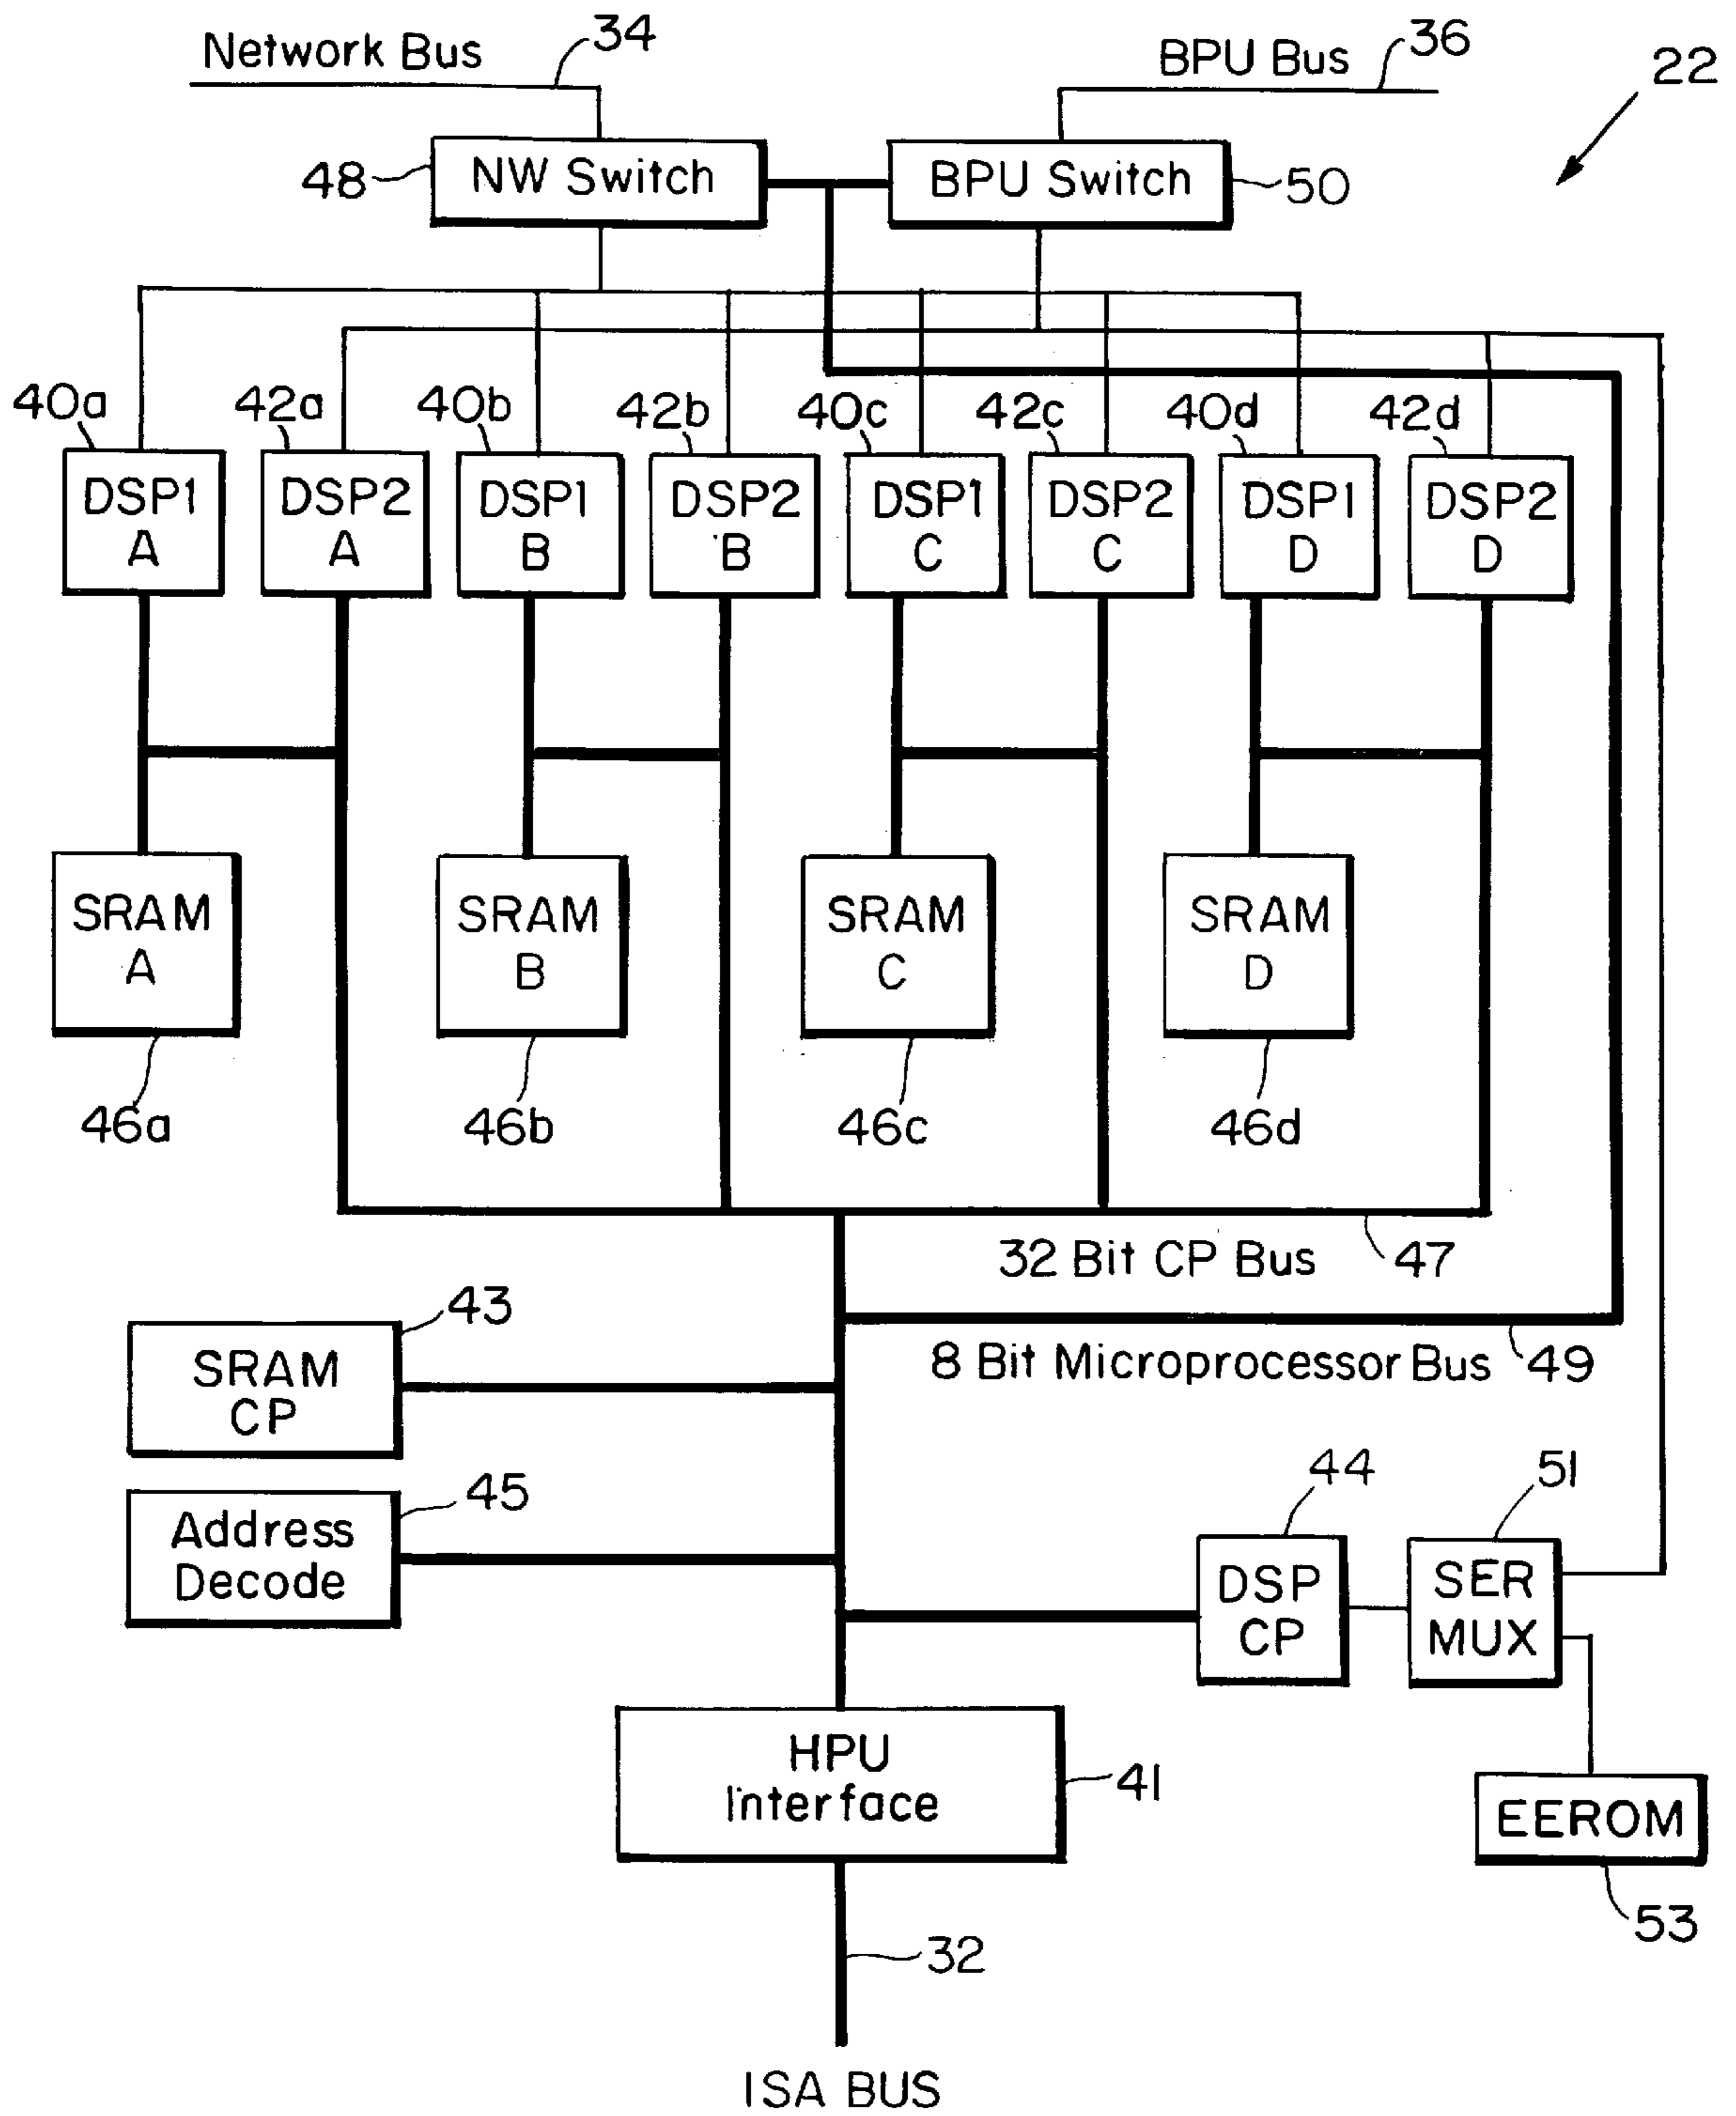 Network Bus
34
BPU Bus
36
22
48
NW Switch
BPU Switch
50
40a
42a
40b
42b
40c
42c
40d
42d
DSP1
A
DSP2
A
DSP1
B
DSP2
B
DSP1
C
DSP2
C
DSP1
D
DSP2
D
SRAM
A
SRAM
B
SRAM
C
SRAM
D
46a
46b
46c
46d
32 Bit CP Bus
47
43
SRAM
CP
8 Bit Microprocessor Bus
49
45
Address
Decode
44
51
DSP
CP
SER
MUX
HPU
Interface
41
EEROM
53
32
ISA BUS